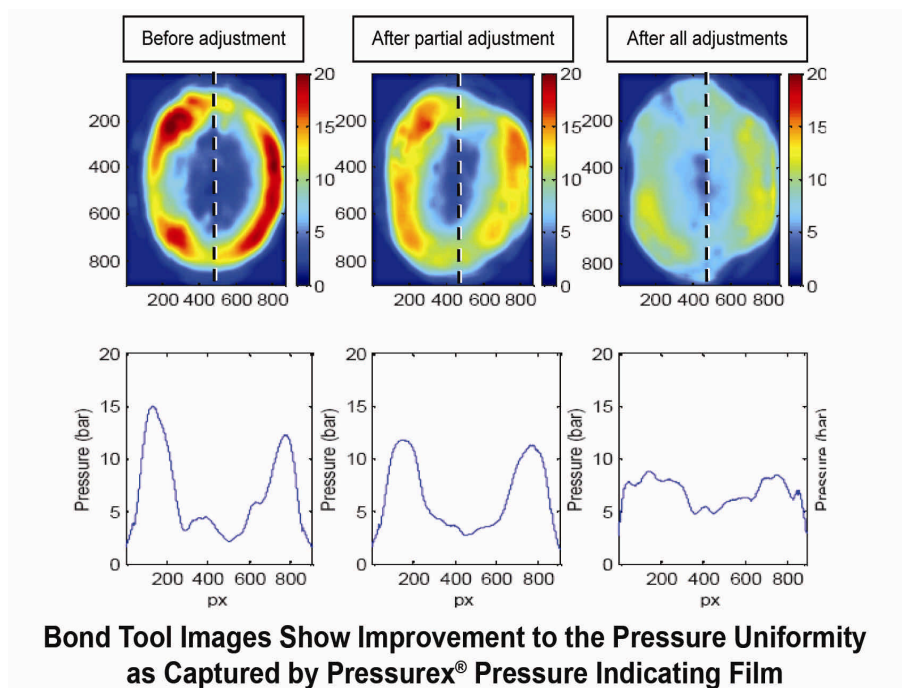 Before adjustment
After partial adjustment
After all adjustments
20
15
10
5
0
200
400
600
800
200 400 600 800
20
15
10
5
0
200
400
600
800
200 400 600 800
20
15
10
5
0
200
400
600
800
200 400 600 800
Pressure (bar)
20
15
10
5
0
200 400 600 800
px
Pressure (bar)
20
15
10
5
0
200 400 600 800
px
Pressure (bar)
20
15
10
5
0
200 400 600 800
px
Pressure (bar)
Bond Tool Images Show Improvement to the Pressure Uniformity
as Captured by Pressurex® Pressure Indicating Film